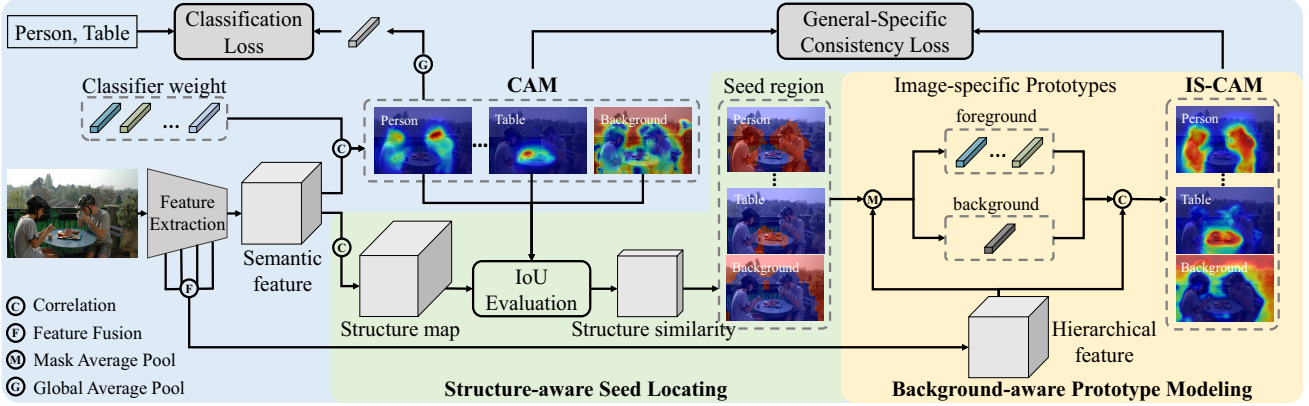 Person, Table
Classification
Loss
G
General-Specific
Consistency Loss
Classifier weight
...
C
CAM
Person
...
Table
Background
Seed region
Person
...
Table
Background
Image-specific Prototypes
foreground
...
background
M
C
IS-CAM
Person
...
Table
Background
Feature
Extraction
Semantic
feature
F
C
Structure map
IoU
Evaluation
Structure similarity
Hierarchical
feature
C Correlation
F Feature Fusion
M Mask Average Pool
G Global Average Pool
Structure-aware Seed Locating
Background-aware Prototype Modeling